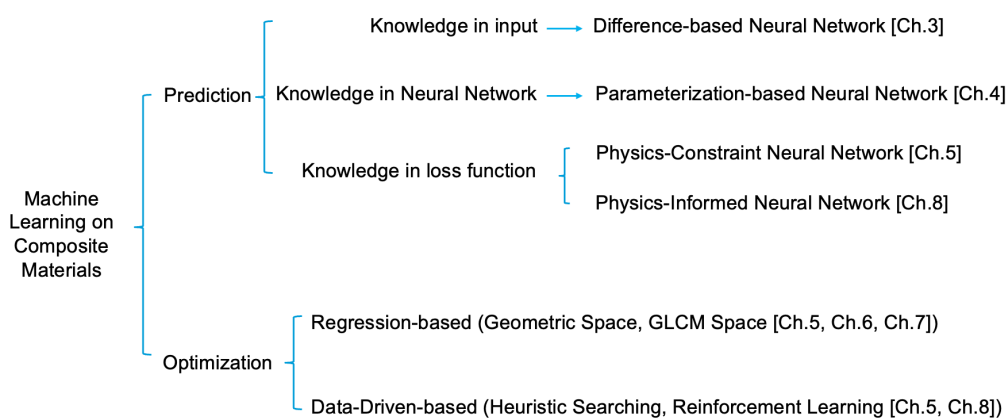 Machine
Learning on
Composite
Materials
Prediction
Knowledge in input
Difference-based Neural Network [Ch.3]
Knowledge in Neural Network
Parameterization-based Neural Network [Ch.4]
Knowledge in loss function
Physics-Constraint Neural Network [Ch.5]
Physics-Informed Neural Network [Ch.8]
Optimization
Regression-based (Geometric Space, GLCM Space [Ch.5, Ch.6, Ch.7])
Data-Driven-based (Heuristic Searching, Reinforcement Learning [Ch.5, Ch.8])